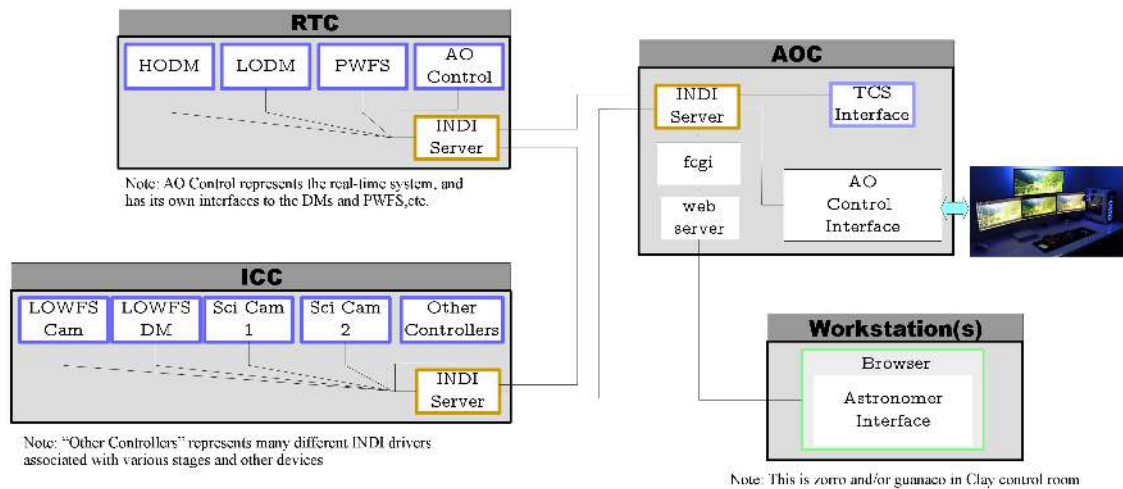 RTC
HODM
LODM
PWFS
AO
Control
INDI
Server
Note: AO Control represents the real-time system, and
has its own interfaces to the DMs and PWFS,etc.
ICC
LOWFS
Cam
LOWFS
DM
Sci Cam
1
Sci Cam
2
Other
Controllers
INDI
Server
Note: “Other Controllers” represents many different INDI drivers
associated with various stages and other devices
AOC
INDI
Server
TCS
Interface
fcgi
web
server
AO
Control
Interface
Workstation(s)
Browser
Astronomer
Interface
Note: This is zorro and/or guanaco in Clay control room